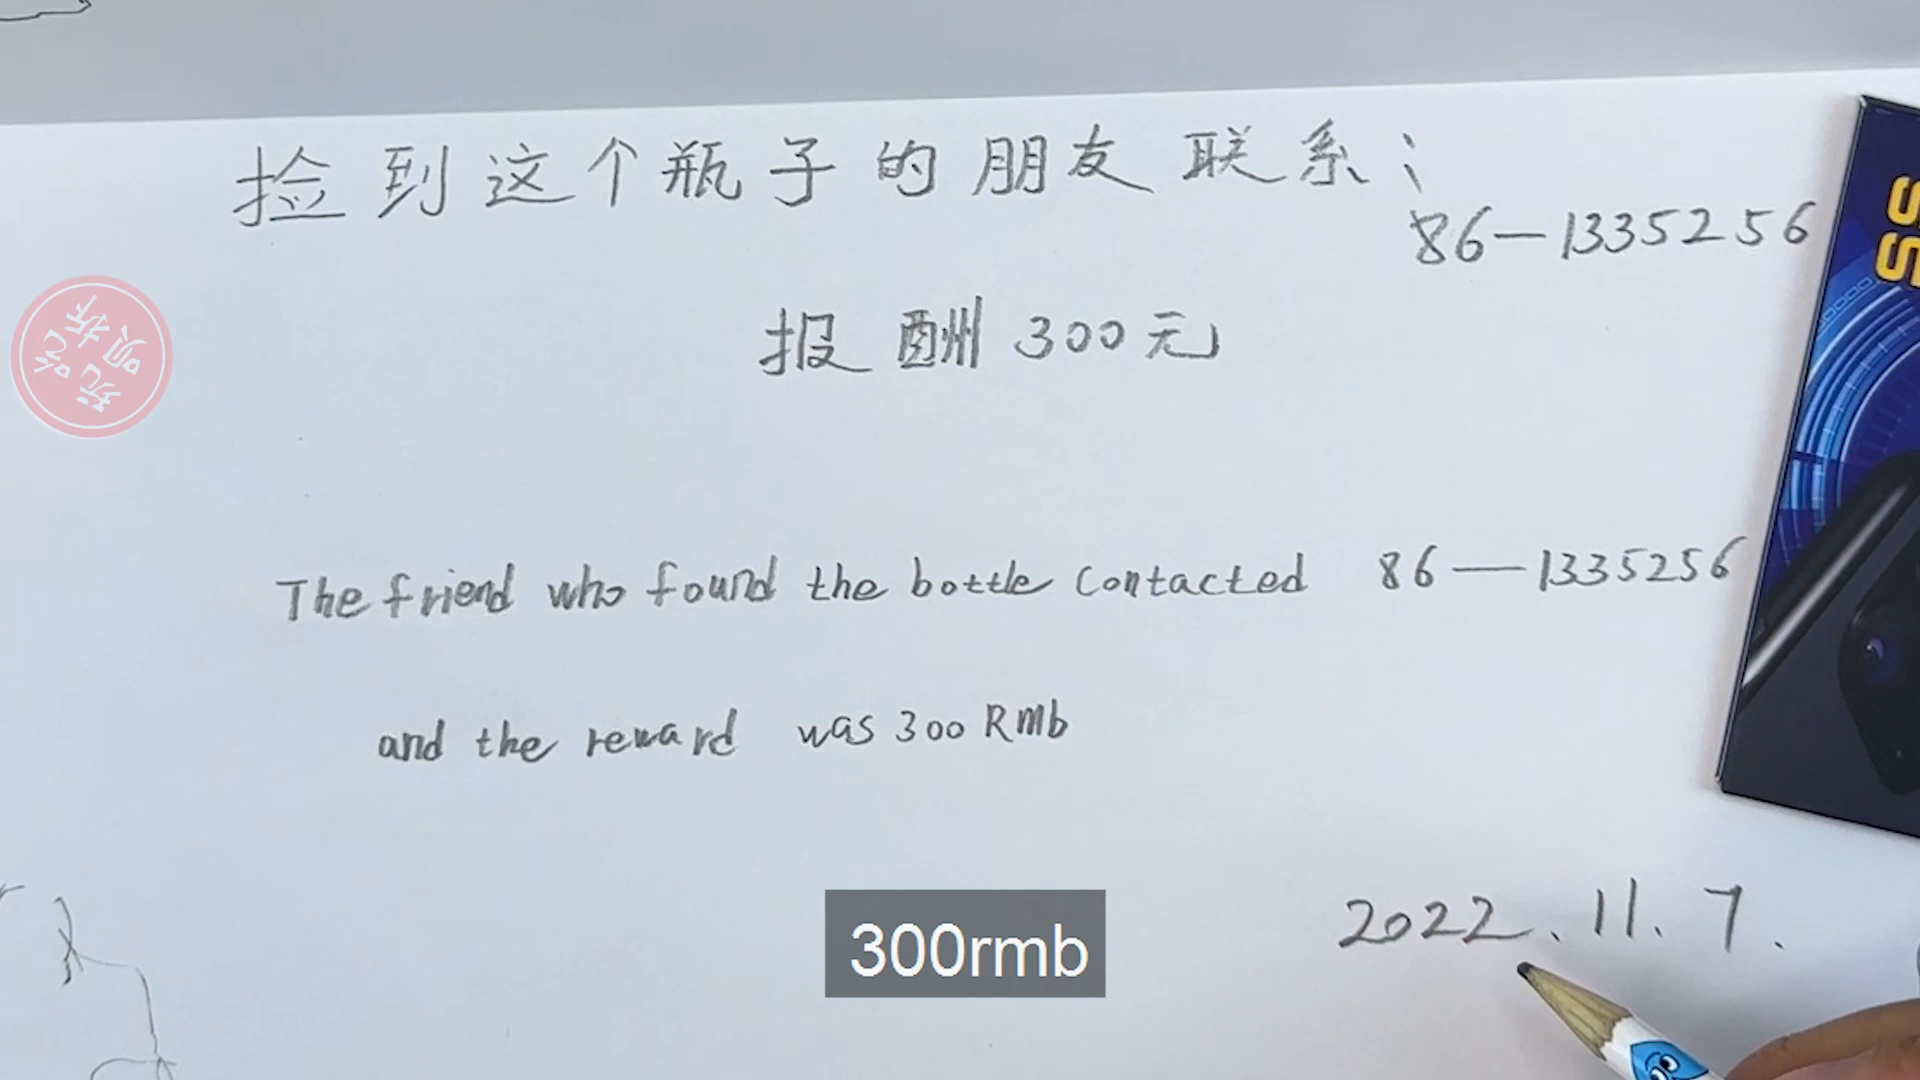 捡到这个瓶子的朋友联系:
86—1335256
报酬300元
The friend who found the bottle contacted 86—1335256
and the reward was 300 Rmb
300rmb
2022.11.7.